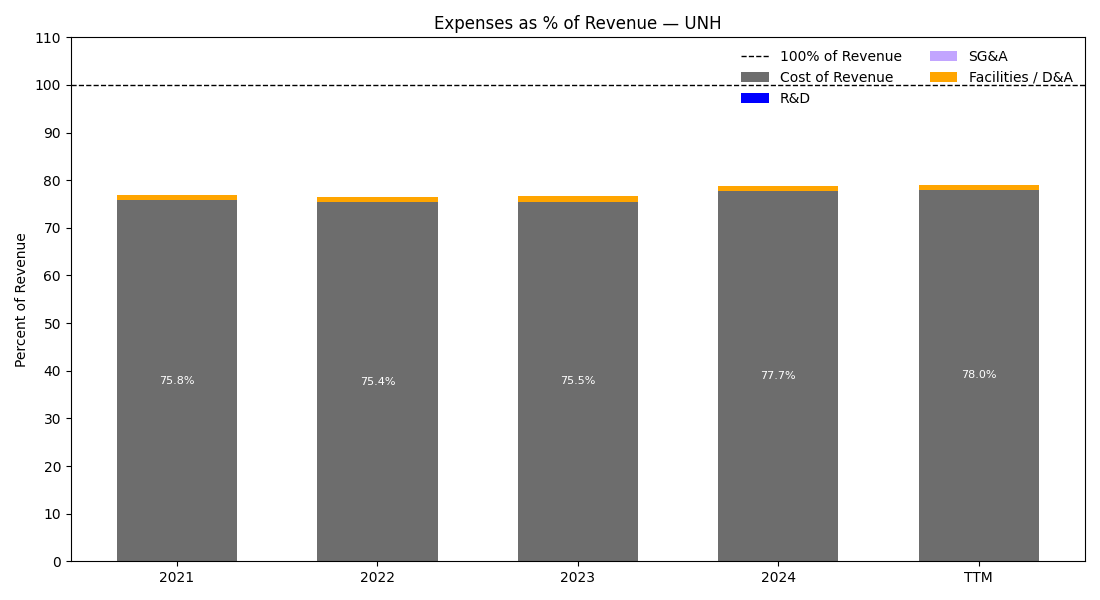 Expenses as % of Revenue — UNH
Percent of Revenue
110
100
90
80
70
60
50
40
30
20
10
0
100% of Revenue
Cost of Revenue
R&D
SG&A
Facilities / D&A
75.8%
75.4%
75.5%
77.7%
78.0%
2021
2022
2023
2024
TTM